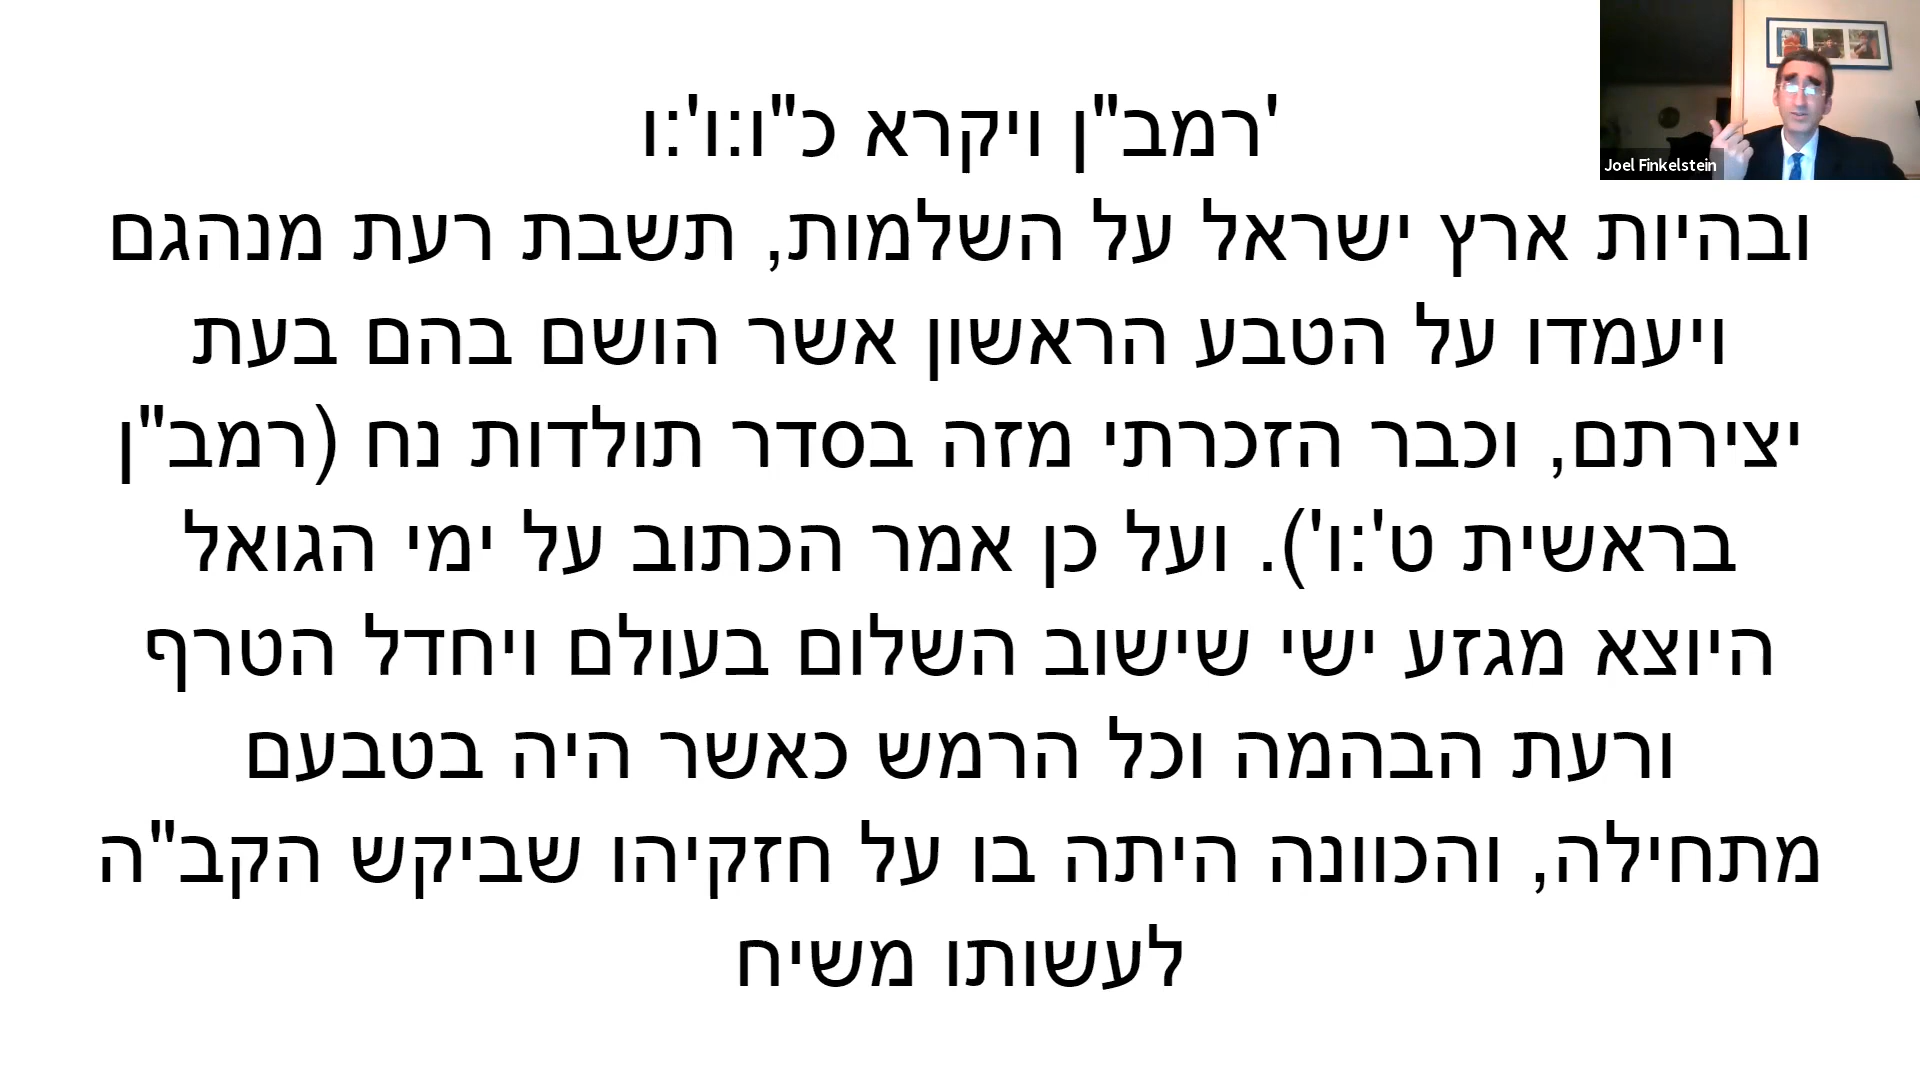 'רמב"ן ויקרא כ"ו:ו':ו
ובהיות ארץ ישראל על השלמות, תשבת רעת מנהגם
ויעמדו על הטבע הראשון אשר הושם בהם בעת
יצירתם, וכבר הזכרתי מזה בסדר תולדות נח (רמב"ן
בראשית ט':ו'). ועל כן אמר הכתוב על ימי הגואל
היוצא מגזע ישי שישוב השלום בעולם ויחדל הטרף
ורעת הבהמה וכל הרמש כאשר היה בטבעם
מתחילה, והכוונה היתה בו על חזקיהו שביקש הקב"ה
לעשותו משיח
Joel Finkelstein